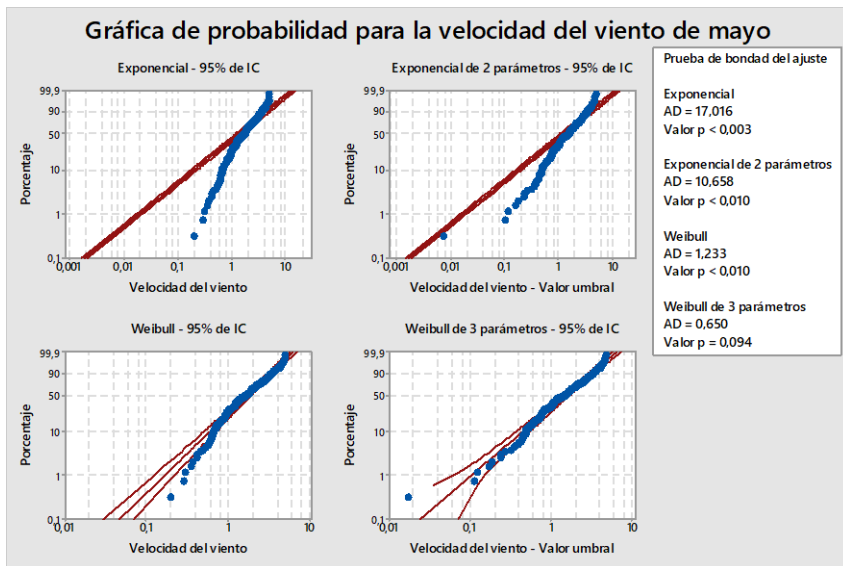 Gráfica de probabilidad para la velocidad del viento de mayo
Exponencial - 95% de IC
99,9
90
50
10
1
0,1
Porcentaje
0,001
0,01
0,1
1
10
Velocidad del viento
Exponencial de 2 parámetros - 95% de IC
99,9
90
50
10
1
0,1
Porcentaje
0,001
0,01
0,1
1
10
Velocidad del viento - Valor umbral
Weibull - 95% de IC
99,9
90
50
10
1
0,1
Porcentaje
0,01
0,1
1
10
Velocidad del viento
Weibull de 3 parámetros - 95% de IC
99,9
90
50
10
1
0,1
Porcentaje
0,01
0,1
1
10
Velocidad del viento - Valor umbral
Prueba de bondad del ajuste
Exponencial
AD = 17,016
Valor p < 0,003
Exponencial de 2 parámetros
AD = 10,658
Valor p < 0,010
Weibull
AD = 1,233
Valor p < 0,010
Weibull de 3 parámetros
AD = 0,650
Valor p = 0,094